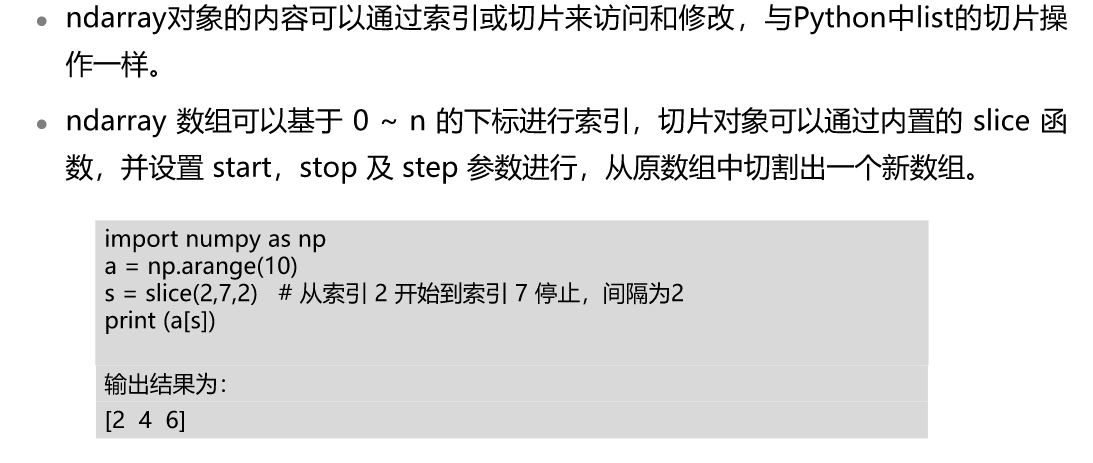 • ndarray对象的内容可以通过索引或切片来访问和修改，与Python中list的切片操
作一样。
• ndarray 数组可以基于 0 ~ n 的下标进行索引，切片对象可以通过内置的 slice 函
数，并设置 start，stop 及 step 参数进行，从原数组中切割出一个新数组。
import numpy as np
a = np.arange(10)
s = slice(2,7,2)   # 从索引 2 开始到索引 7 停止，间隔为2
print (a[s])
输出结果为：
[2  4  6]